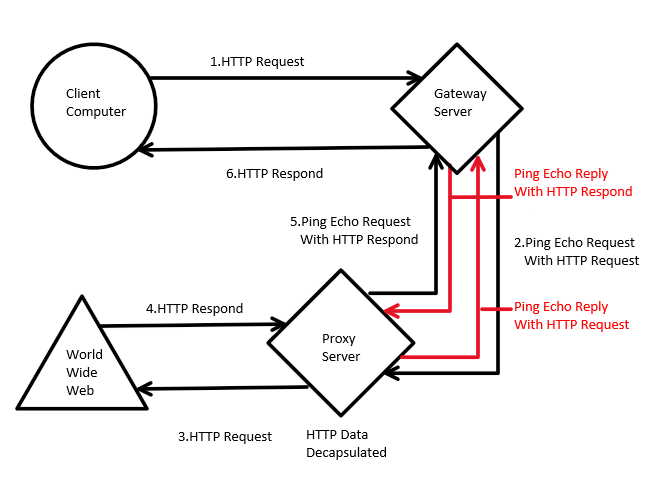 1.HTTP Request
Client
Computer
Gateway
Server
6.HTTP Respond
Ping Echo Reply
With HTTP Respond
5.Ping Echo Request
With HTTP Respond
2.Ping Echo Request
With HTTP Request
4.HTTP Respond
Ping Echo Reply
With HTTP Request
World
Wide
Web
Proxy
Server
3.HTTP Request
HTTP Data
Decapsulated